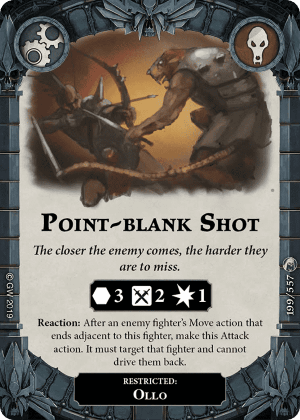 POINT-BLANK SHOT
The closer the enemy comes, the harder they
are to miss.
3 2 1
Reaction: After an enemy fighter's Move action that
ends adjacent to this fighter, make this Attack
action. It must target that fighter and cannot
drive them back.
RESTRICTED:
OLLO
© GW 2019
199/557